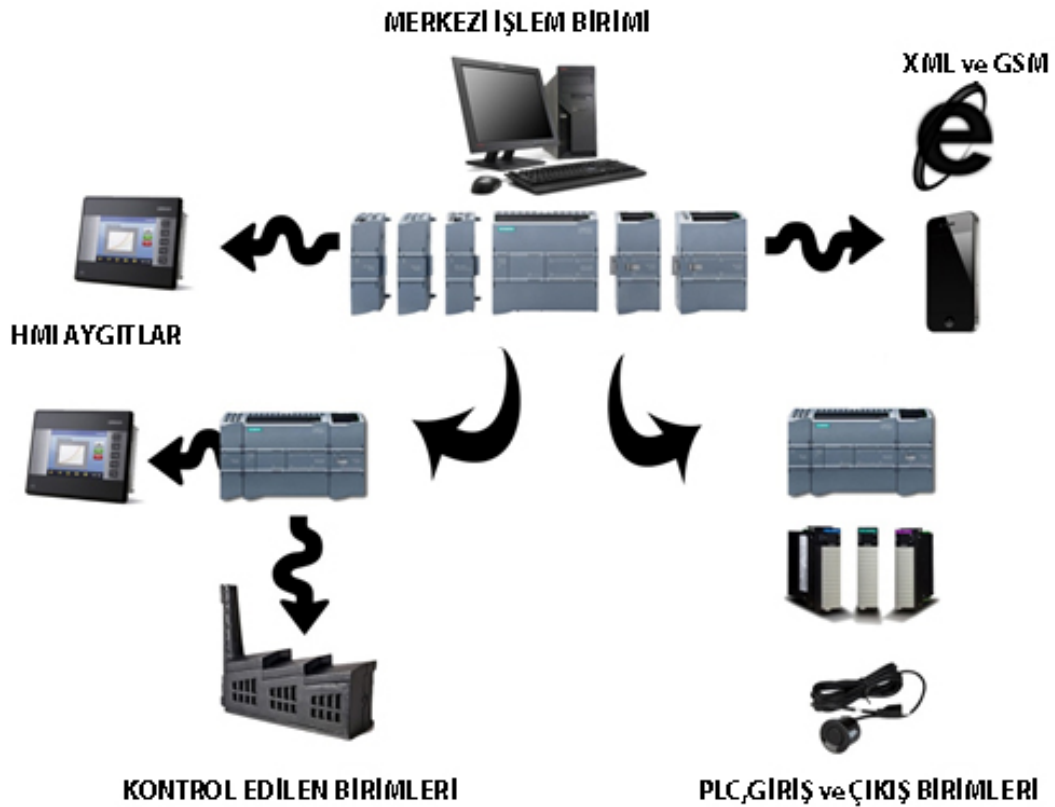 MERKEZİ İŞLEM BİRİMİ
XML ve GSM
HMI AYGITLAR
KONTROL EDİLEN BİRİMLERİ
PLC,GİRİŞ ve ÇIKIŞ BİRİMLERİ